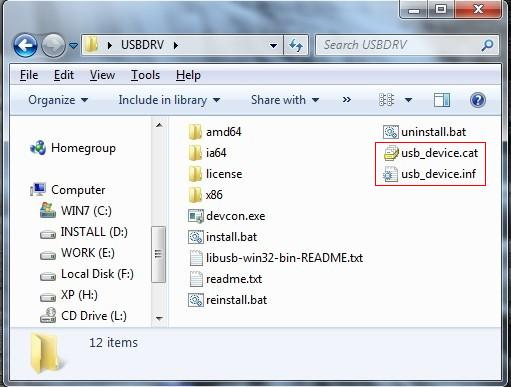 USBDRV
Search USBDRV
File Edit View Tools Help
Organize Include in library Share with »
Homegroup
Computer
WIN7 (C:)
INSTALL (D:)
WORK (E:)
Local Disk (F:)
XP (H:)
CD Drive (L:)
amd64
ia64
license
x86
devcon.exe
install.bat
libusb-win32-bin-README.txt
readme.txt
reinstall.bat
uninstall.bat
usb_device.cat
usb_device.inf
12 items